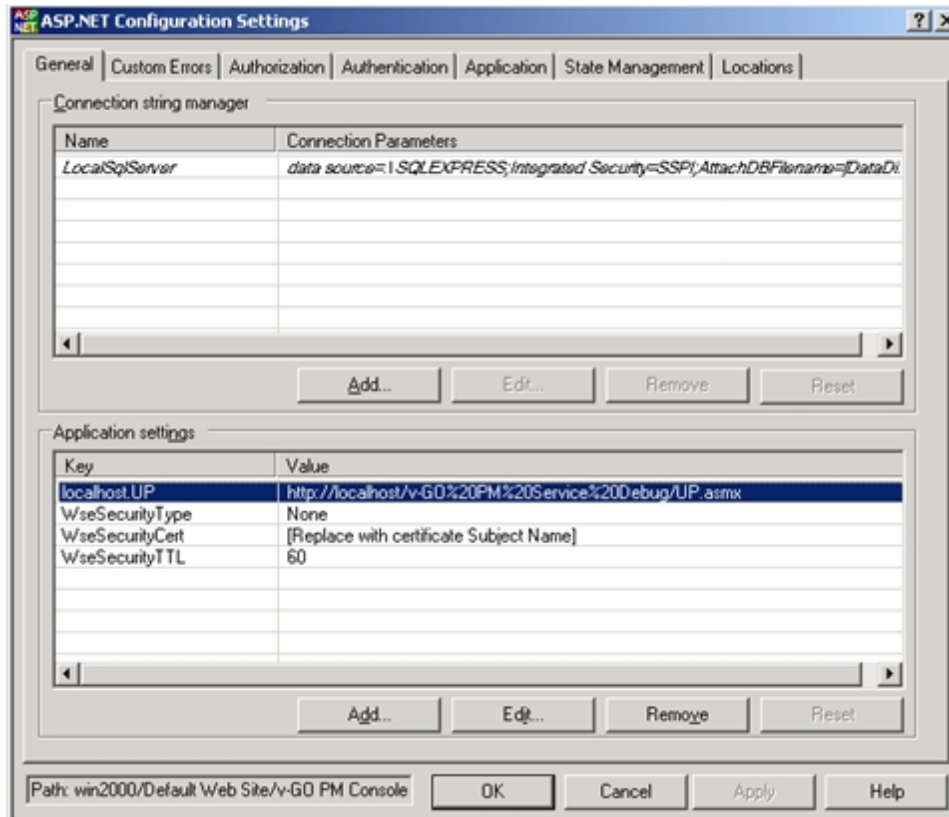 ASP.NET Configuration Settings
General Custom Errors Authorization Authentication Application State Management Locations
Connection string manager
Name Connection Parameters
LocalSqlServer data source=.\SQLEXPRESS;Integrated Security=SSPI;AttachDBFilename=|DataDi.
Application settings
Add... Edit... Remove Reset
Key Value
localhost.UP http://localhost/v-GO%20PM%20Service%20Debug/UP.asmx
WseSecurityType None
WseSecurityCert [Replace with certificate Subject Name]
WseSecurityTTL 60
Add... Edit... Remove Reset
Path: win2000/Default Web Site/v-GO PM Console OK Cancel Apply Help